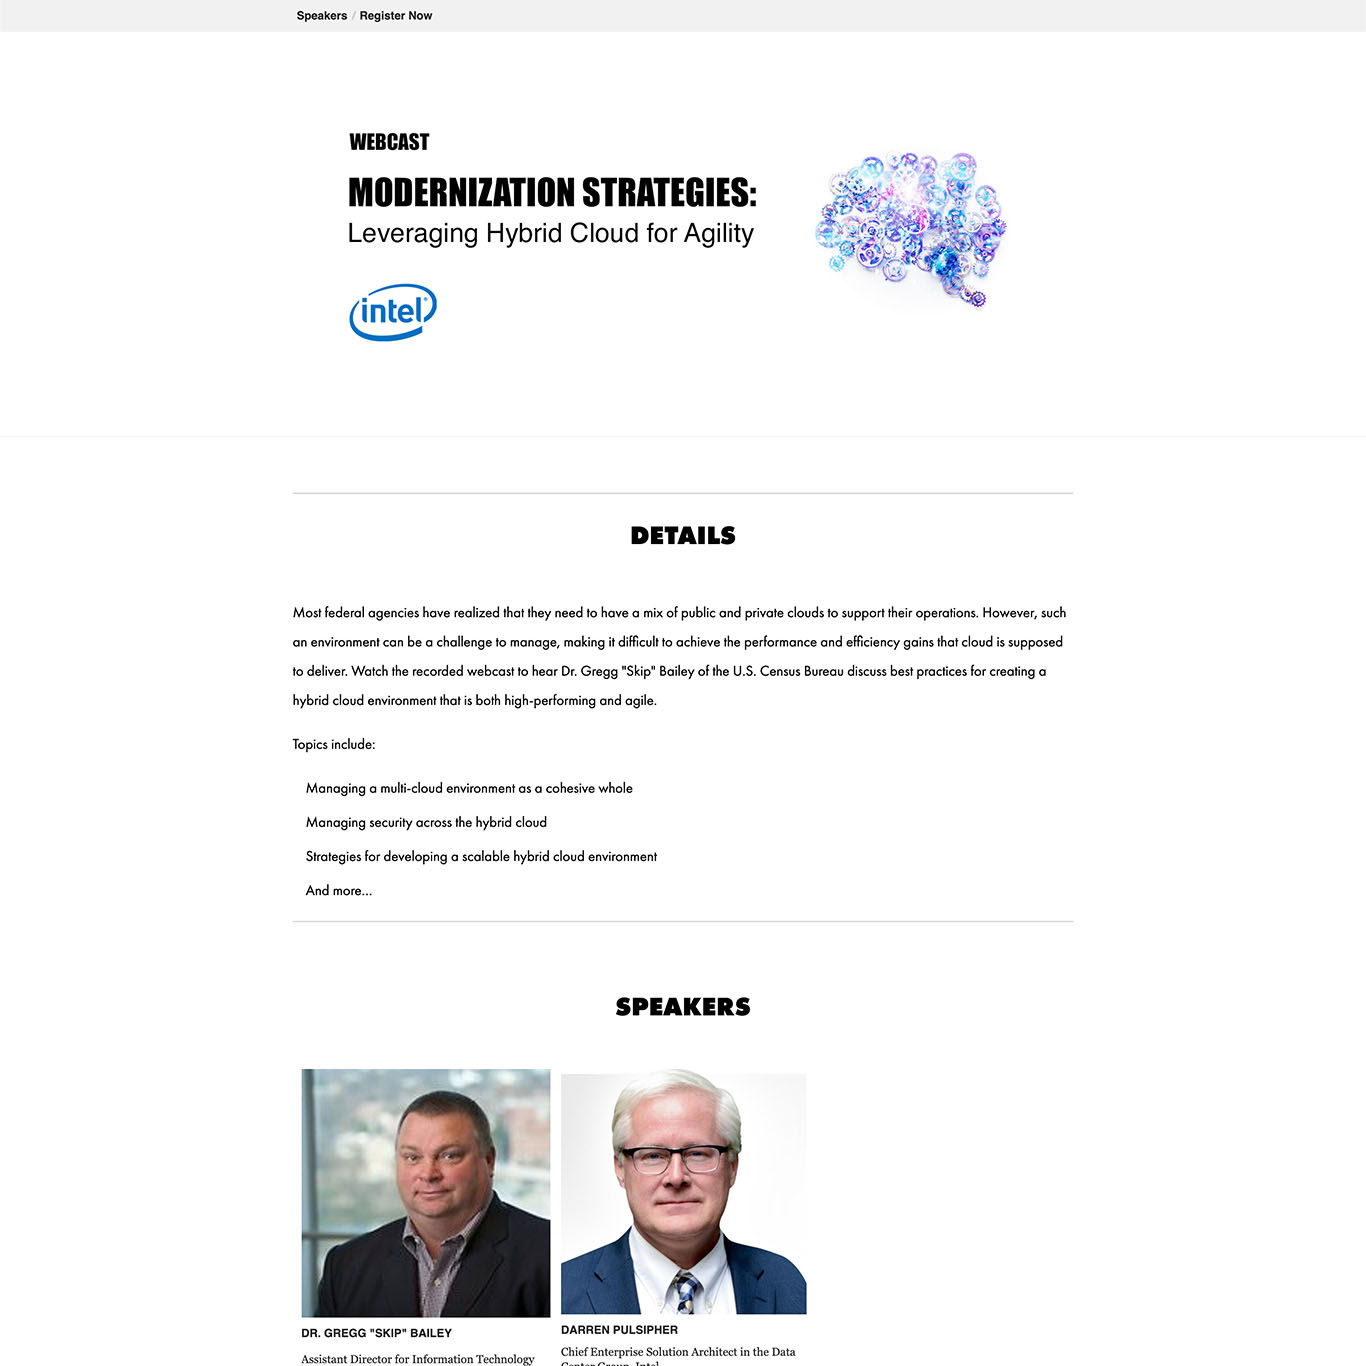 Speakers / Register Now
WEBCAST
MODERNIZATION STRATEGIES:
Leveraging Hybrid Cloud for Agility
intel
DETAILS
Most federal agencies have realized that they need to have a mix of public and private clouds to support their operations. However, such
an environment can be a challenge to manage, making it difficult to achieve the performance and efficiency gains that cloud is supposed
to deliver. Watch the recorded webcast to hear Dr. Gregg "Skip" Bailey of the U.S. Census Bureau discuss best practices for creating a
hybrid cloud environment that is both high-performing and agile.
Topics include:
Managing a multi-cloud environment as a cohesive whole
Managing security across the hybrid cloud
Strategies for developing a scalable hybrid cloud environment
And more...
SPEAKERS
DR. GREGG "SKIP" BAILEY
Assistant Director for Information Technology
DARREN PULSIPHER
Chief Enterprise Solution Architect in the Data
Center Group, Intel